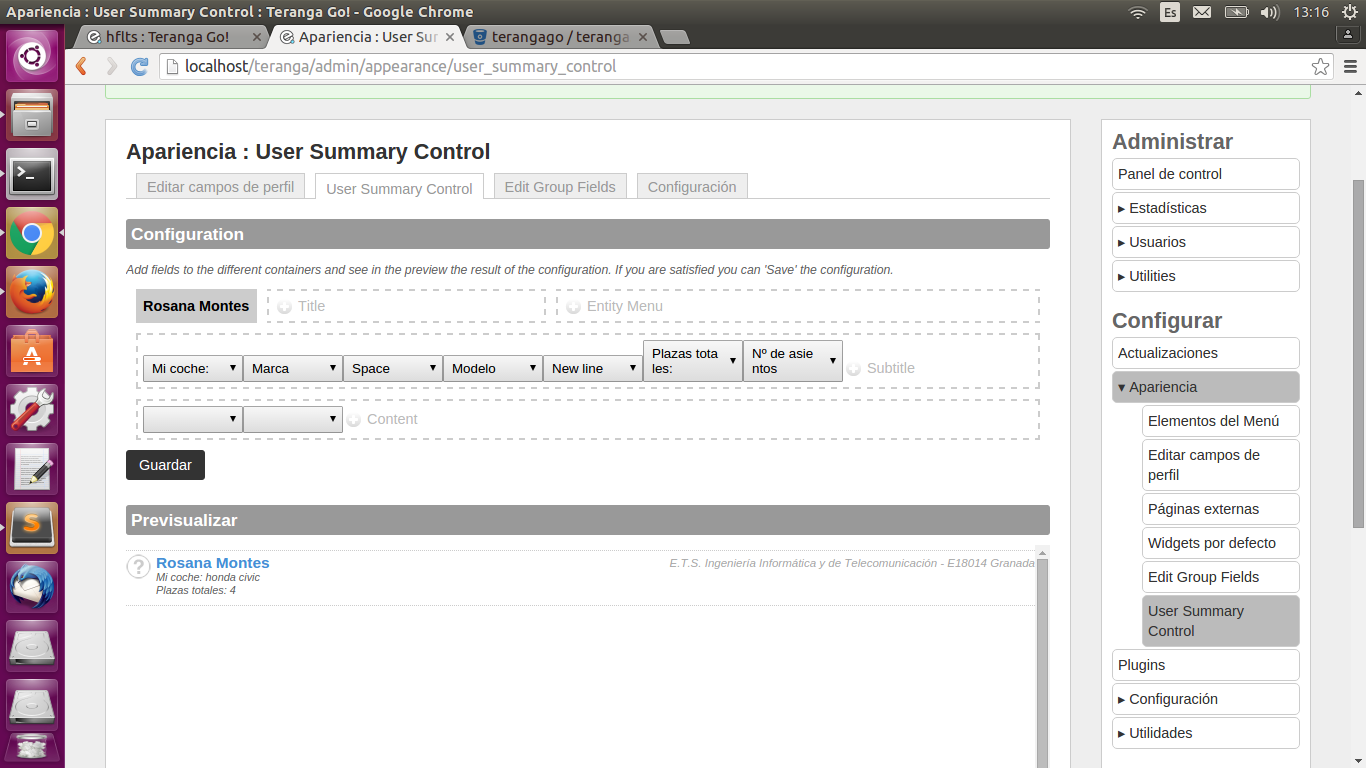 Apariencia : User Summary Control : Teranga Go! - Google Chrome
Es
13:16
hflts : Teranga Go!
Apariencia : User Sum
terangago / teranga
localhost/teranga/admin/appearance/user_summary_control
Apariencia : User Summary Control
Editar campos de perfil
User Summary Control
Edit Group Fields
Configuración
Configuration
Add fields to the different containers and see in the preview the result of the configuration. If you are satisfied you can 'Save' the configuration.
Rosana Montes
Title
Entity Menu
Mi coche:
Marca
Space
Modelo
New line
Plazas tota
les:
Nº de asie
ntos
Subtitle
Content
Guardar
Previsualizar
Rosana Montes
E.T.S. Ingeniería Informática y de Telecomunicación - E18014 Granada
Mi coche: honda civic
Plazas totales: 4
Administrar
Panel de control
Estadísticas
Usuarios
Utilities
Configurar
Actualizaciones
Apariencia
Elementos del Menú
Editar campos de
perfil
Páginas externas
Widgets por defecto
Edit Group Fields
User Summary
Control
Plugins
Configuración
Utilidades